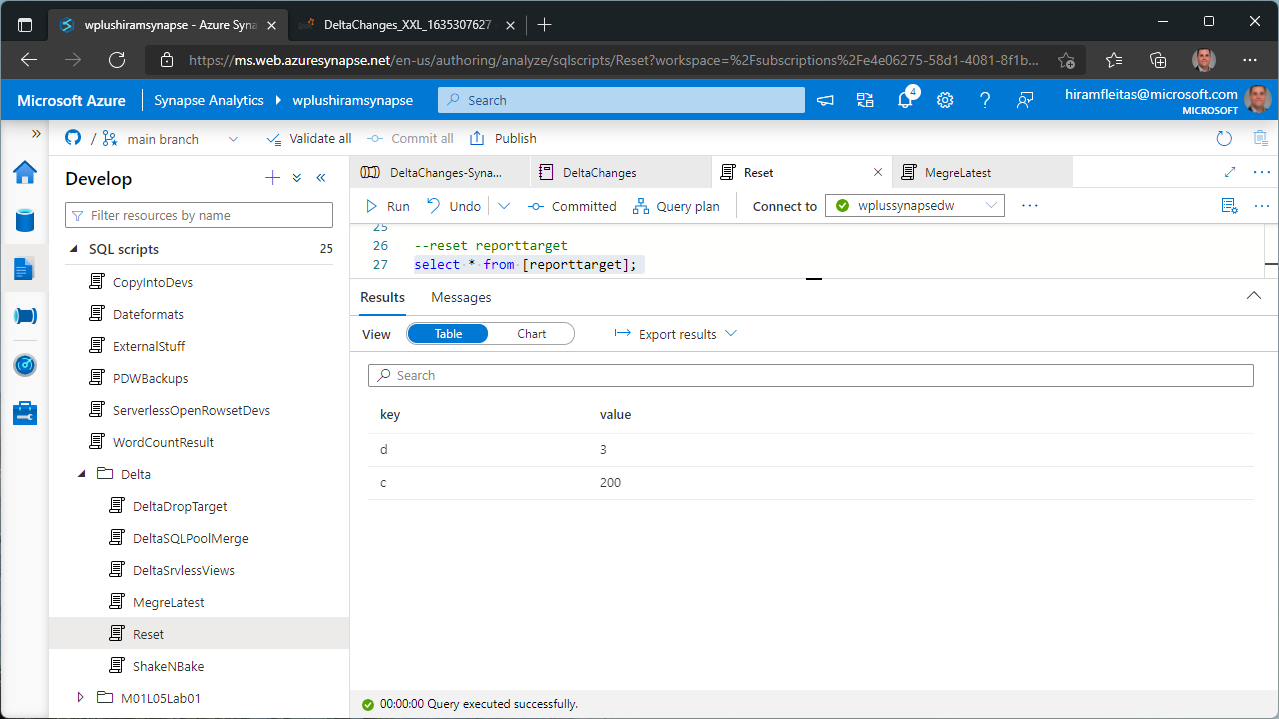 wplushiramsynapse - Azure Syna
DeltaChanges_XXL_1635307627
https://ms.web.azuresynapse.net/en-us/authoring/analyze/sqlscripts/Reset?workspace=%2Fsubscriptions%2Fe4e06275-58d1-4081-8f1b...
Microsoft Azure
Synapse Analytics
wplushiramsynapse
Search
4
hiramfleitas@microsoft.com
MICROSOFT
/ main branch
Validate all
Commit all
Publish
Develop
Filter resources by name
SQL scripts 25
CopyIntoDevs
Dateformats
ExternalStuff
PDWBackups
ServerlessOpenRowsetDevs
WordCountResult
Delta
DeltaDropTarget
DeltaSQLPoolMerge
DeltaSrvlessViews
MegreLatest
Reset
ShakeNBake
M01L05Lab01
DeltaChanges-Syna...
DeltaChanges
Reset
MegreLatest
Run
Undo
Committed
Query plan
Connect to
wplussynapsedw
25
26 --reset reporttarget
27 select * from [reporttarget];
Results
Messages
View
Table
Chart
Export results
Search
key value
d 3
c 200
00:00:00 Query executed successfully.